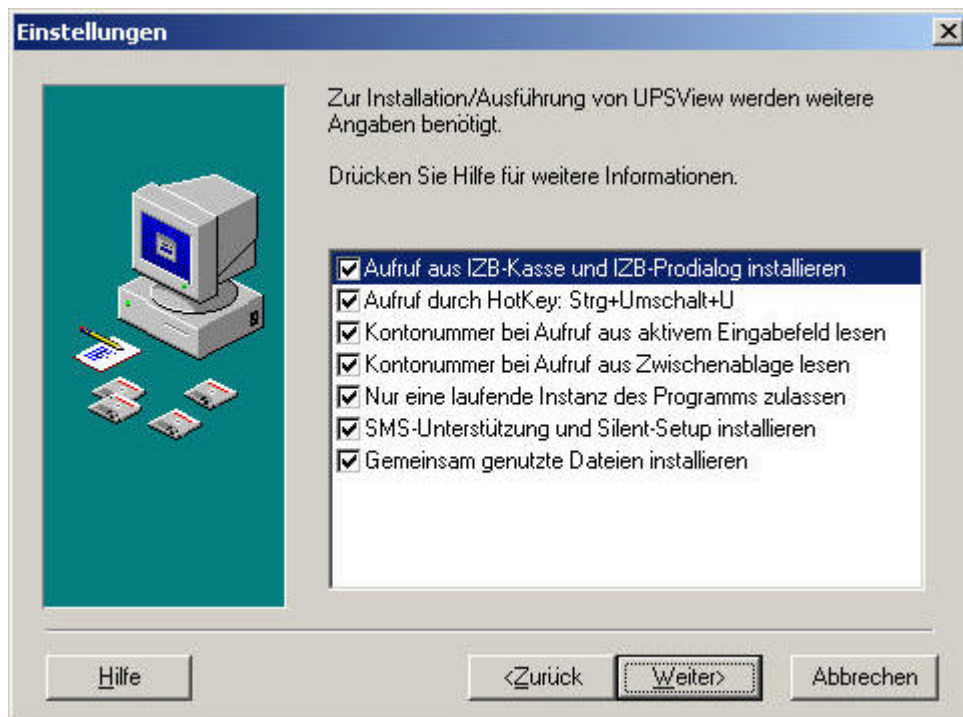 Einstellungen
Zur Installation/Ausführung von UPSView werden weitere
Angaben benötigt.
Drücken Sie Hilfe für weitere Informationen.
Aufruf aus IZB-Kasse und IZB-Prodialog installieren
Aufruf durch HotKey: Strg+Umschalt+U
Kontonummer bei Aufruf aus aktivem Eingabefeld lesen
Kontonummer bei Aufruf aus Zwischenablage lesen
Nur eine laufende Instanz des Programms zulassen
SMS-Unterstützung und Silent-Setup installieren
Gemeinsam genutzte Dateien installieren
Hilfe
<Zurück
Weiter>
Abbrechen